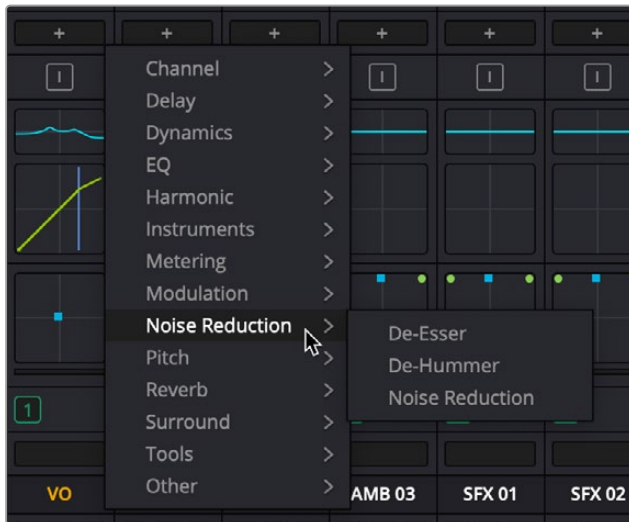 + + + + + +
I I I I
Channel >
Delay >
Dynamics >
EQ >
Harmonic >
Instruments >
Metering >
Modulation >
Noise Reduction >
De-Esser
De-Hummer
Noise Reduction
Pitch >
Reverb >
Surround >
Tools >
Other >
1
VO AMB 03 SFX 01 SFX 02